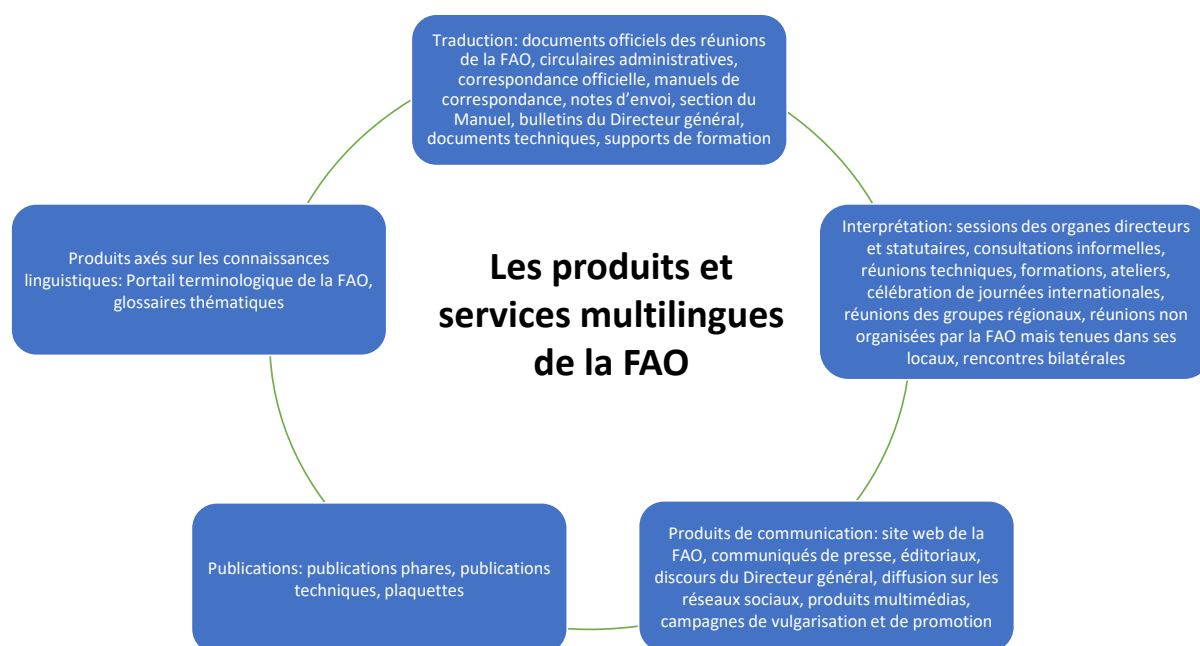 Traduction: documents officiels des réunions
de la FAO, circulaires administratives,
correspondance officielle, manuels de
correspondance, notes d’envoi, section du
Manuel, bulletins du Directeur général,
documents techniques, supports de formation
Produits axés sur les connaissances
linguistiques: Portail terminologique de la FAO,
glossaires thématiques
Les produits et
services multilingues
de la FAO
Interprétation: sessions des organes directeurs
et statutaires, consultations informelles,
réunions techniques, formations, ateliers,
célébration de journées internationales,
réunions des groupes régionaux, réunions non
organisées par la FAO mais tenues dans ses
locaux, rencontres bilatérales
Publications: publications phares, publications
techniques, plaquettes
Produits de communication: site web de la
FAO, communiqués de presse, éditoriaux,
discours du Directeur général, diffusion sur les
réseaux sociaux, produits multimédias,
campagnes de vulgarisation et de promotion